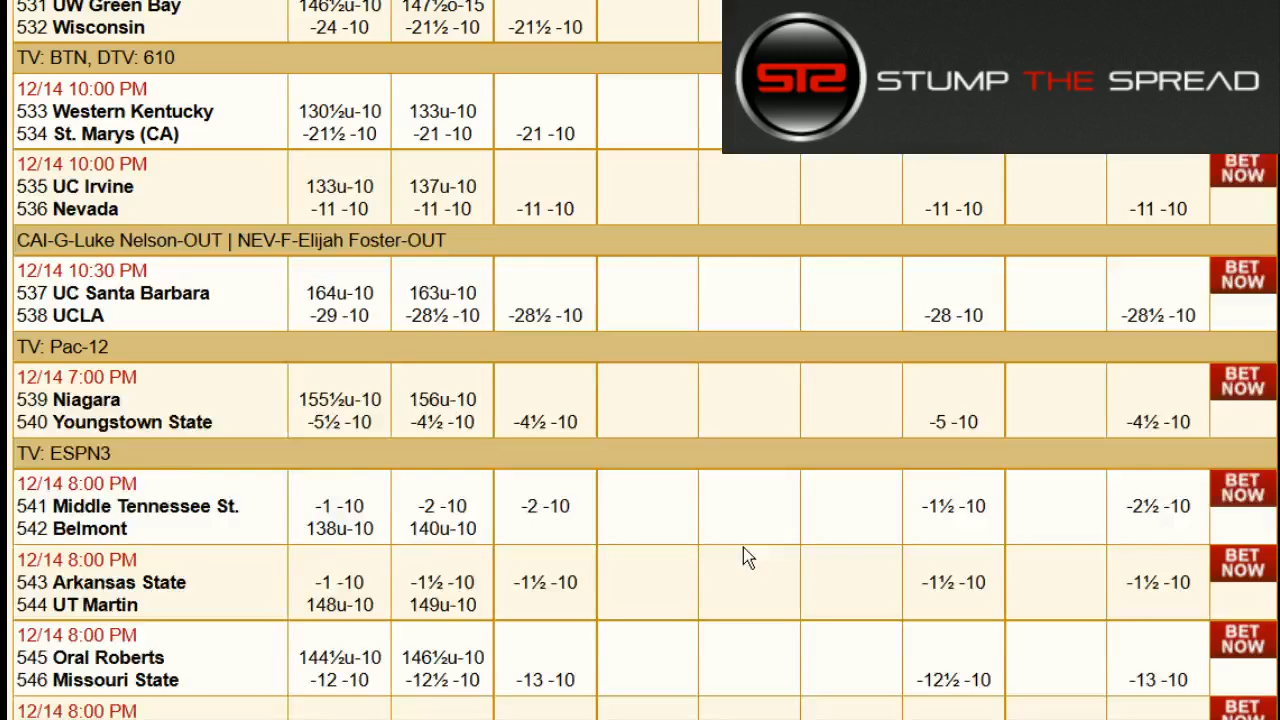 531 UW Green Bay 146½u-10 147½o-15
532 Wisconsin -24 -10 -21½ -10 -21½ -10
TV: BTN, DTV: 610
STS STUMP THE SPREAD
12/14 10:00 PM
533 Western Kentucky 130½u-10 133u-10
534 St. Marys (CA) -21½ -10 -21 -10 -21 -10
12/14 10:00 PM BET NOW
535 UC Irvine 133u-10 137u-10
536 Nevada -11 -10 -11 -10 -11 -10 -11 -10 -11 -10
CAI-G-Luke Nelson-OUT | NEV-F-Elijah Foster-OUT
12/14 10:30 PM BET NOW
537 UC Santa Barbara 164u-10 163u-10
538 UCLA -29 -10 -28½ -10 -28½ -10 -28 -10 -28½ -10
TV: Pac-12
12/14 7:00 PM BET NOW
539 Niagara 155½u-10 156u-10
540 Youngstown State -5½ -10 -4½ -10 -4½ -10 -5 -10 -4½ -10
TV: ESPN3
12/14 8:00 PM BET NOW
541 Middle Tennessee St. -1 -10 -2 -10 -2 -10 -1½ -10 -2½ -10
542 Belmont 138u-10 140u-10
12/14 8:00 PM BET NOW
543 Arkansas State -1 -10 -1½ -10 -1½ -10 -1½ -10 -1½ -10
544 UT Martin 148u-10 149u-10
12/14 8:00 PM BET NOW
545 Oral Roberts 144½u-10 146½u-10
546 Missouri State -12 -10 -12½ -10 -13 -10 -12½ -10 -13 -10
12/14 8:00 PM BET NOW